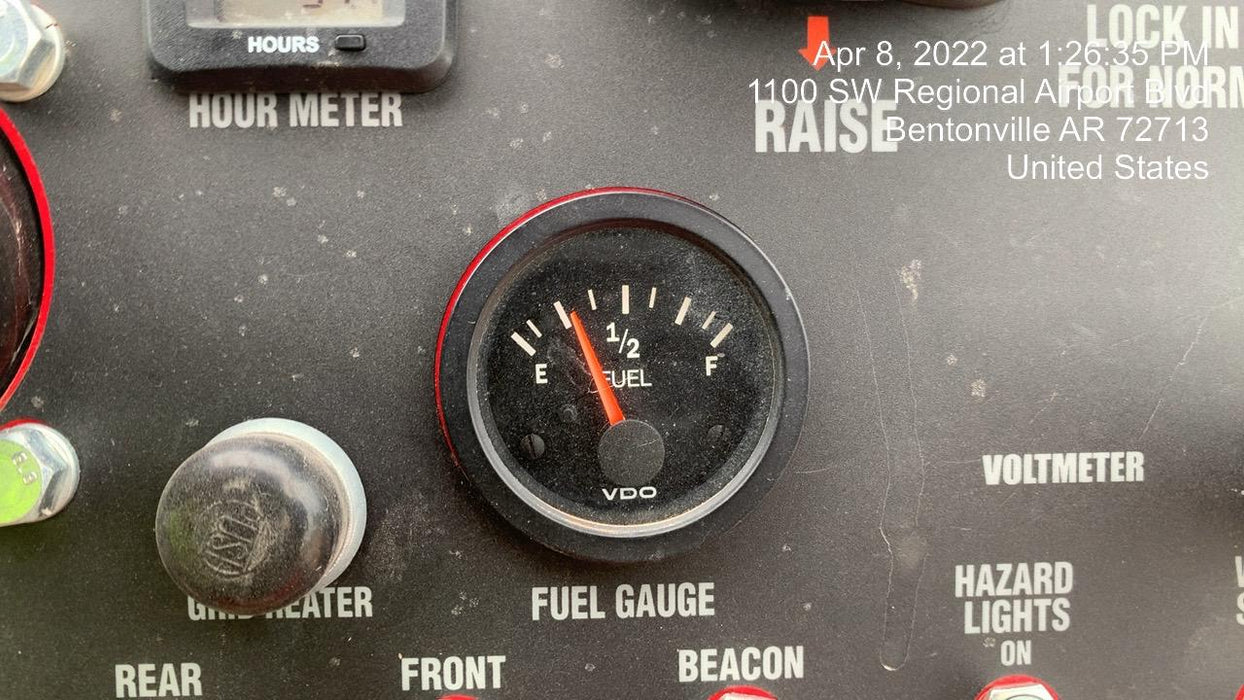 HOURS
HOUR METER
LOCK IN
Apr 8, 2022 at 1:26:35 PM
1100 SW Regional Airport Blvd
RAISE
Bentonville AR 72713
United States
1/2
E
F
FUEL
VDO
VOLTMETER
GRID HEATER
FUEL GAUGE
HAZARD
LIGHTS
ON
REAR
FRONT
BEACON